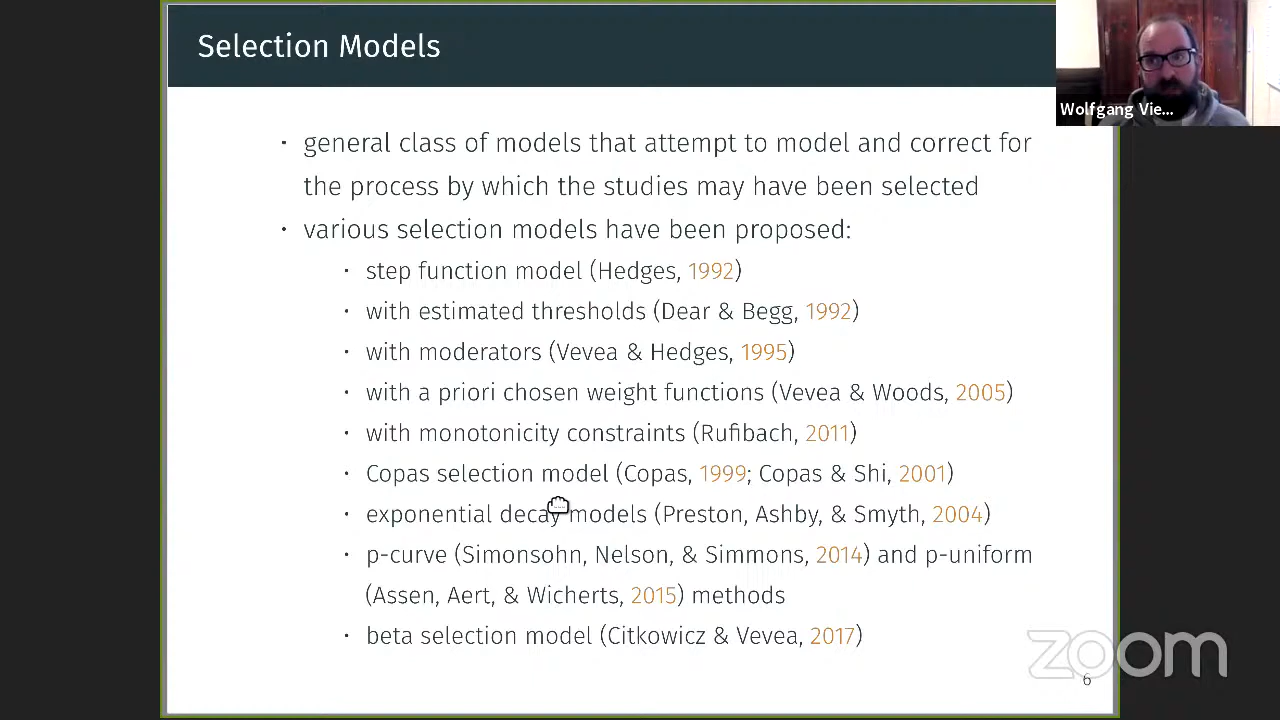 Selection Models
Wolfgang Vie...
· general class of models that attempt to model and correct for
the process by which the studies may have been selected
· various selection models have been proposed:
· step function model (Hedges, 1992)
· with estimated thresholds (Dear & Begg, 1992)
· with moderators (Vevea & Hedges, 1995)
· with a priori chosen weight functions (Vevea & Woods, 2005)
· with monotonicity constraints (Rufibach, 2011)
· Copas selection model (Copas, 1999; Copas & Shi, 2001)
· exponential decay models (Preston, Ashby, & Smyth, 2004)
· p-curve (Simonsohn, Nelson, & Simmons, 2014) and p-uniform
(Assen, Aert, & Wicherts, 2015) methods
· beta selection model (Citkowicz & Vevea, 2017)
zoom
6